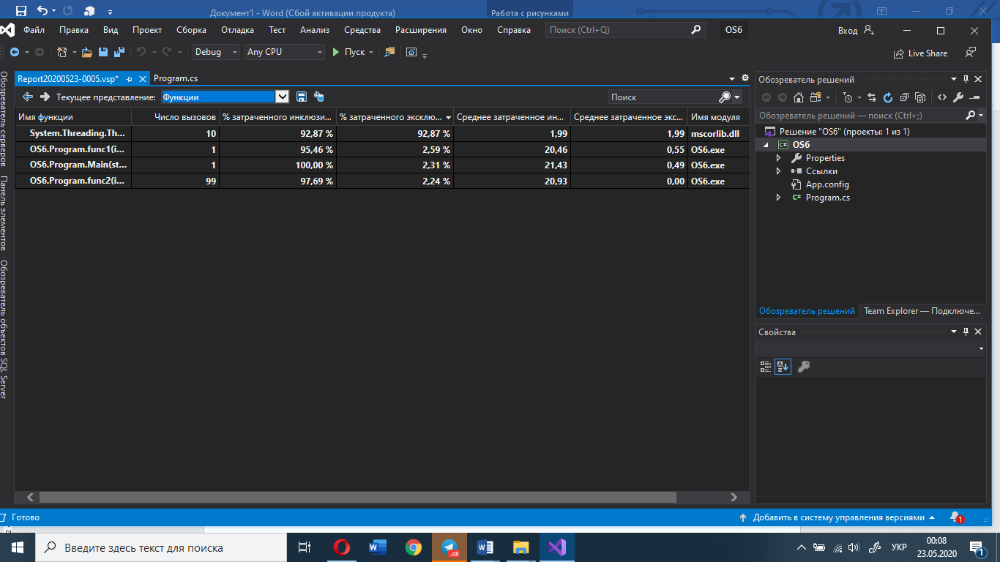 Документ1 - Word (Сбой активации продукта)
Работа с рисунками
Файл Правка Вид Проект Сборка Отладка Тест Анализ Средства Расширения Окно Справка Поиск (Ctrl+Q) OS6 Вход
Debug Any CPU Пуск Live Share
Report20200523-0005.vsp* Program.cs
Текущее представление: Функции Поиск
Имя функции Число вызовов % затраченного инклюзи... % затраченного эксклю... Среднее затраченное ин... Среднее затраченное экс... Имя модуля
System.Threading.Th... 10 92,87 % 92,87 % 1,99 1,99 mscorlib.dll
OS6.Program.func1(i... 1 95,46 % 2,59 % 20,46 0,55 OS6.exe
OS6.Program.Main(st... 1 100,00 % 2,31 % 21,43 0,49 OS6.exe
OS6.Program.func2(i... 99 97,69 % 2,24 % 20,93 0,00 OS6.exe
Обозреватель серверов
Панель элементов
Обозреватель объектов SQL Server
Обозреватель решений
Обозреватель решений — поиск (Ctrl+;)
Решение "OS6" (проекты: 1 из 1)
C# OS6
Properties
Ссылки
App.config
C# Program.cs
Обозреватель решений Team Explorer — Подключе...
Свойства
Готово
Добавить в систему управления версиями 1
Введите здесь текст для поиска
48
УКР
00:08
23.05.2020
1